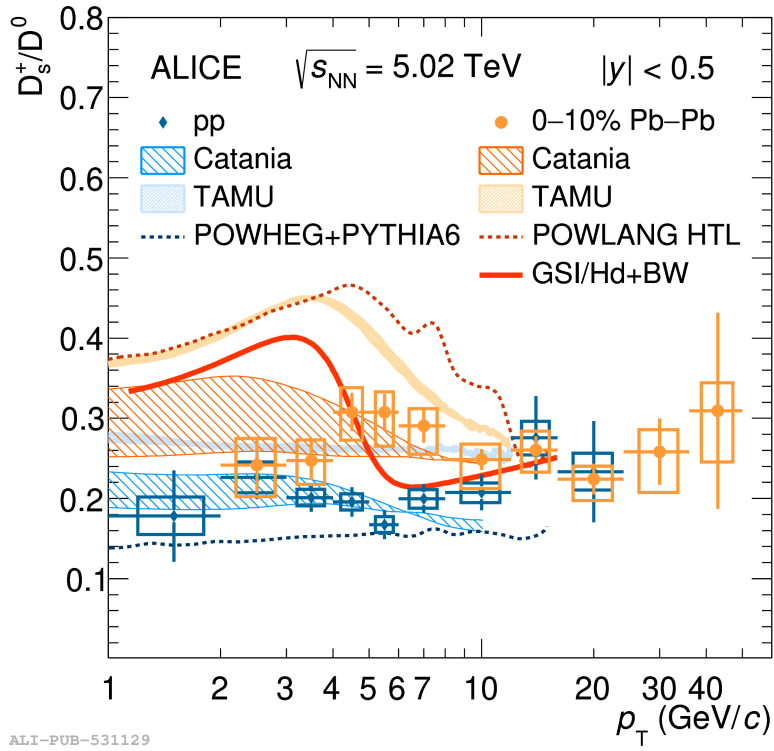 0.8
0.7
0.6
0.5
0.4
0.3
0.2
0.1
D_s^+/D^0
ALICE √s_NN = 5.02 TeV |y| < 0.5
pp 0−10% Pb−Pb
Catania Catania
TAMU TAMU
POWHEG+PYTHIA6 POWLANG HTL
GSI/Hd+BW
1 2 3 4 5 6 7 10 20 30 40
p_T (GeV/c)
ALI−PUB−531129